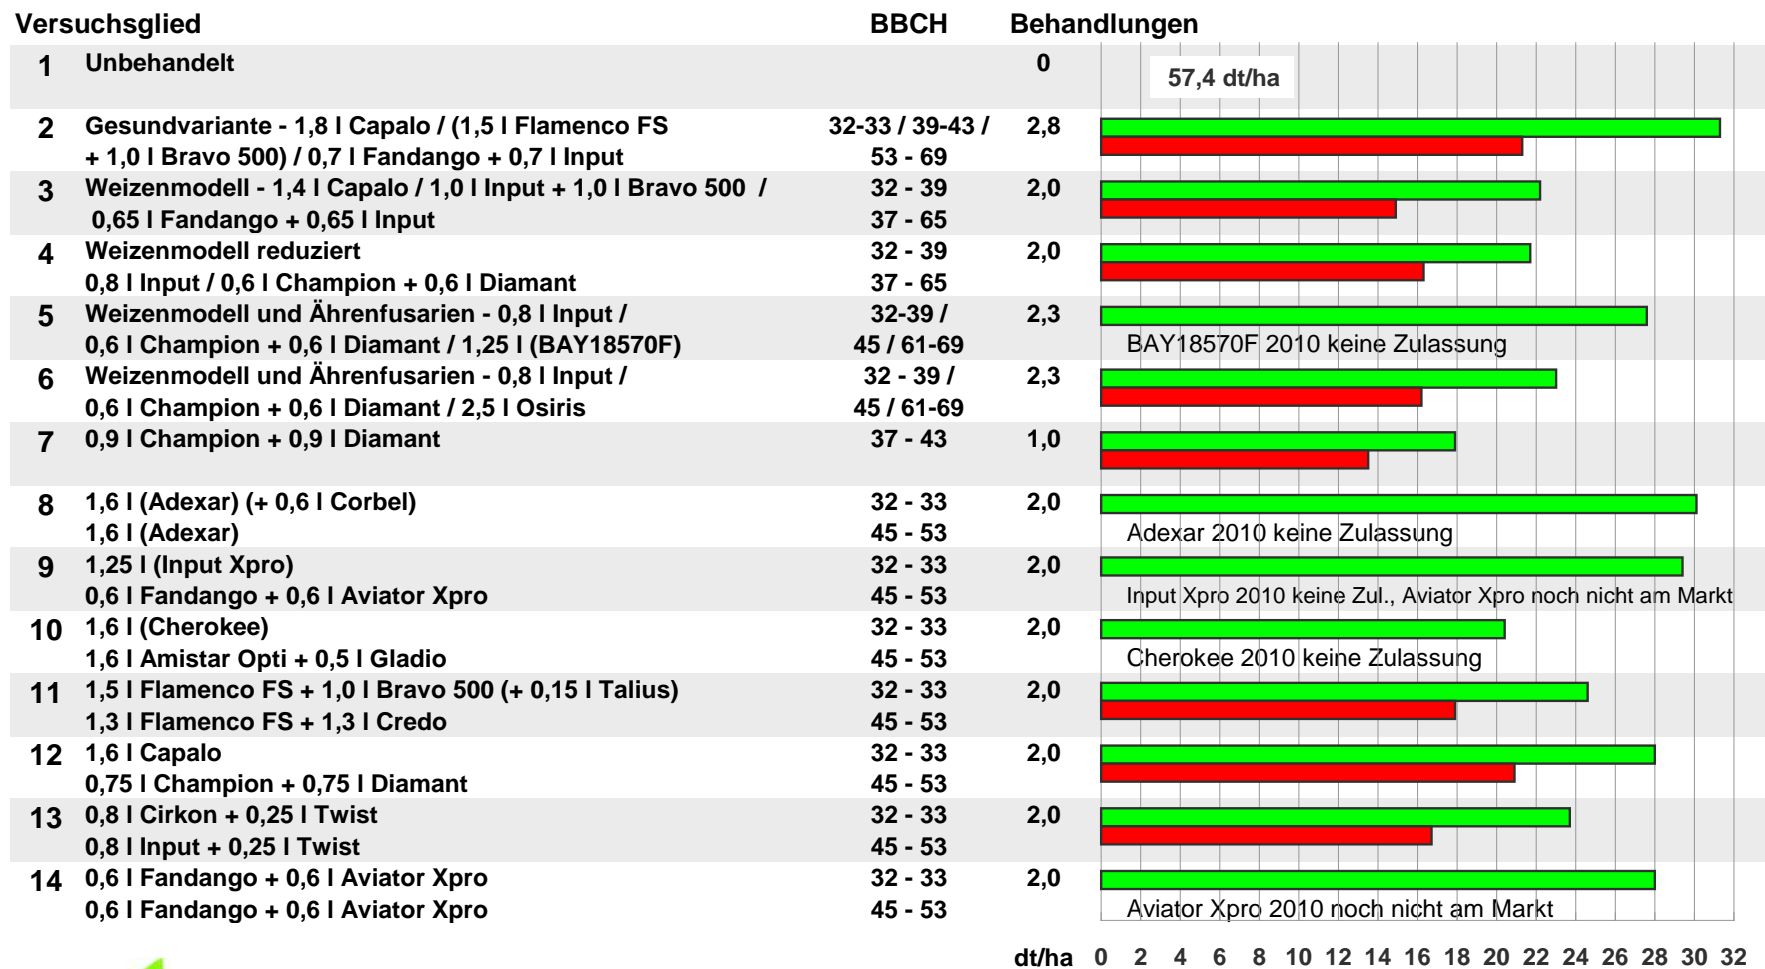 Versuchsglied BBCH Behandlungen
1 Unbehandelt 0 57,4 dt/ha
2 Gesundvariante - 1,8 l Capalo / (1,5 l Flamenco FS 32-33 / 39-43 / 2,8
+ 1,0 l Bravo 500) / 0,7 l Fandango + 0,7 l Input 53 - 69
3 Weizenmodell - 1,4 l Capalo / 1,0 l Input + 1,0 l Bravo 500 / 32 - 39 2,0
0,65 l Fandango + 0,65 l Input 37 - 65
4 Weizenmodell reduziert 32 - 39 2,0
0,8 l Input / 0,6 l Champion + 0,6 l Diamant 37 - 65
5 Weizenmodell und Ährenfusarien - 0,8 l Input / 32-39 / 2,3
0,6 l Champion + 0,6 l Diamant / 1,25 l (BAY18570F) 45 / 61-69 BAY18570F 2010 keine Zulassung
6 Weizenmodell und Ährenfusarien - 0,8 l Input / 32 - 39 / 2,3
0,6 l Champion + 0,6 l Diamant / 2,5 l Osiris 45 / 61-69
7 0,9 l Champion + 0,9 l Diamant 37 - 43 1,0
8 1,6 l (Adexar) (+ 0,6 l Corbel) 32 - 33 2,0
1,6 l (Adexar) 45 - 53 Adexar 2010 keine Zulassung
9 1,25 l (Input Xpro) 32 - 33 2,0
0,6 l Fandango + 0,6 l Aviator Xpro 45 - 53 Input Xpro 2010 keine Zul., Aviator Xpro noch nicht am Markt
10 1,6 l (Cherokee) 32 - 33 2,0
1,6 l Amistar Opti + 0,5 l Gladio 45 - 53 Cherokee 2010 keine Zulassung
11 1,5 l Flamenco FS + 1,0 l Bravo 500 (+ 0,15 l Talius) 32 - 33 2,0
1,3 l Flamenco FS + 1,3 l Credo 45 - 53
12 1,6 l Capalo 32 - 33 2,0
0,75 l Champion + 0,75 l Diamant 45 - 53
13 0,8 l Cirkon + 0,25 l Twist 32 - 33 2,0
0,8 l Input + 0,25 l Twist 45 - 53
14 0,6 l Fandango + 0,6 l Aviator Xpro 32 - 33 2,0
0,6 l Fandango + 0,6 l Aviator Xpro 45 - 53 Aviator Xpro 2010 noch nicht am Markt
dt/ha 0 2 4 6 8 10 12 14 16 18 20 22 24 26 28 30 32